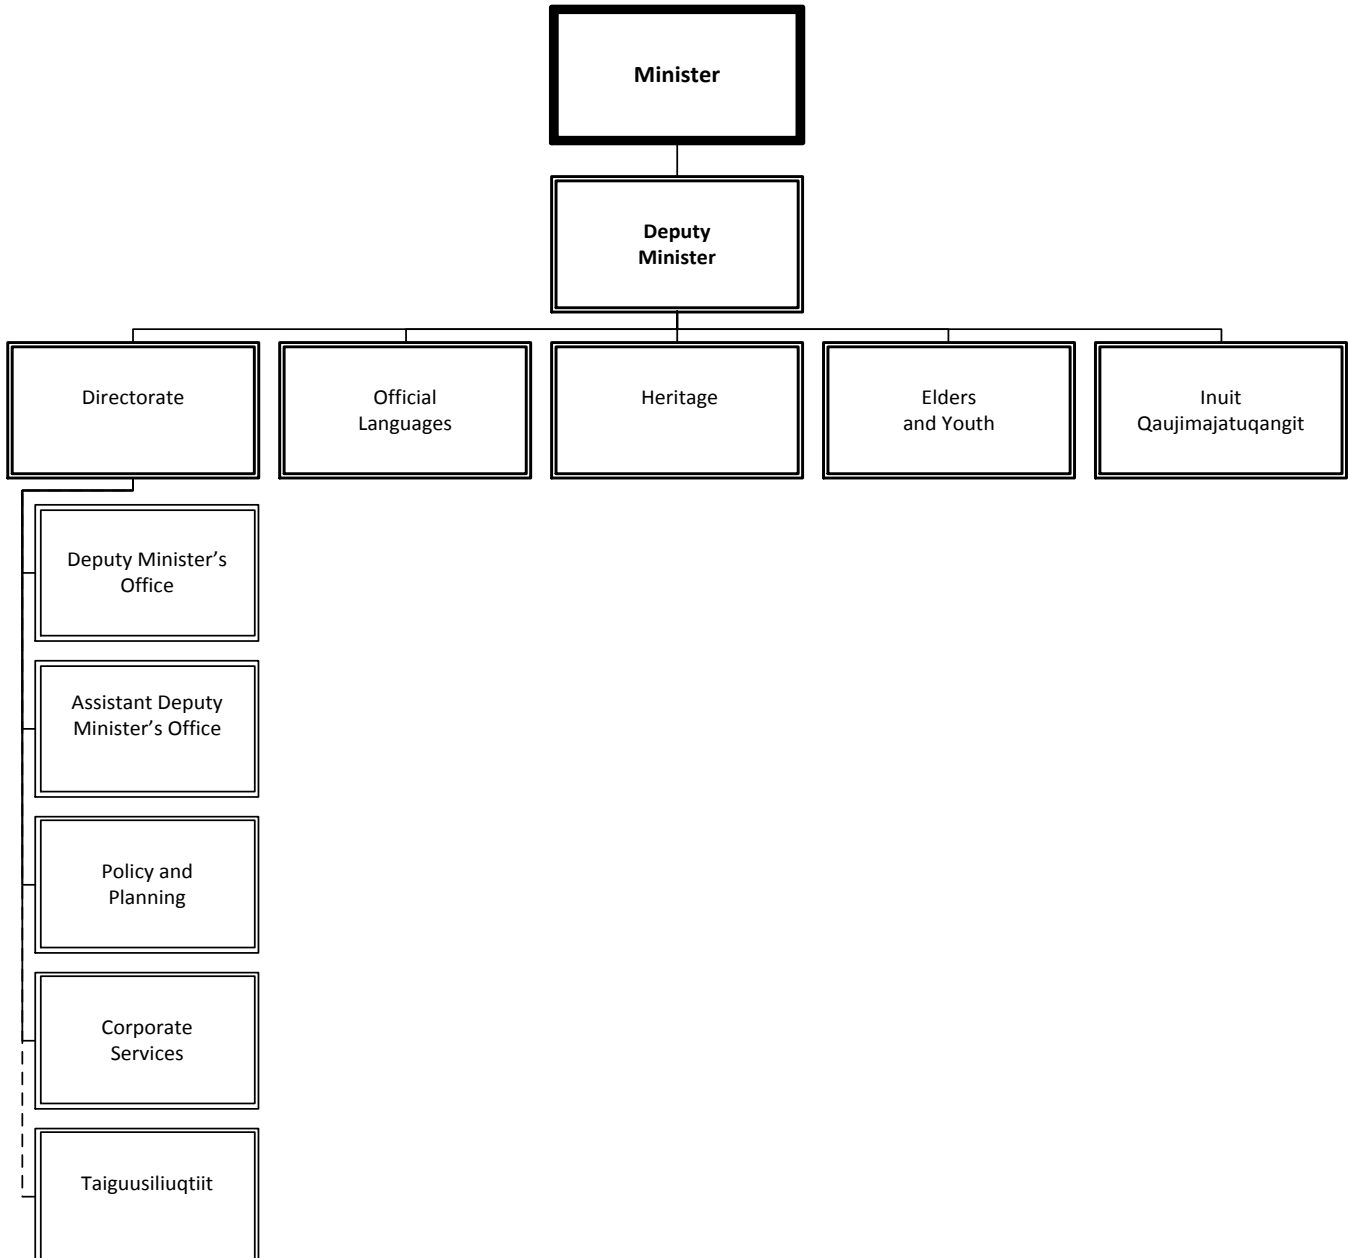 Minister
Deputy
Minister
Directorate
Official
Languages
Heritage
Elders
and Youth
Inuit
Qaujimajatuqangit
Deputy Minister’s
Office
Assistant Deputy
Minister’s Office
Policy and
Planning
Corporate
Services
Taiguusiliuqtiit